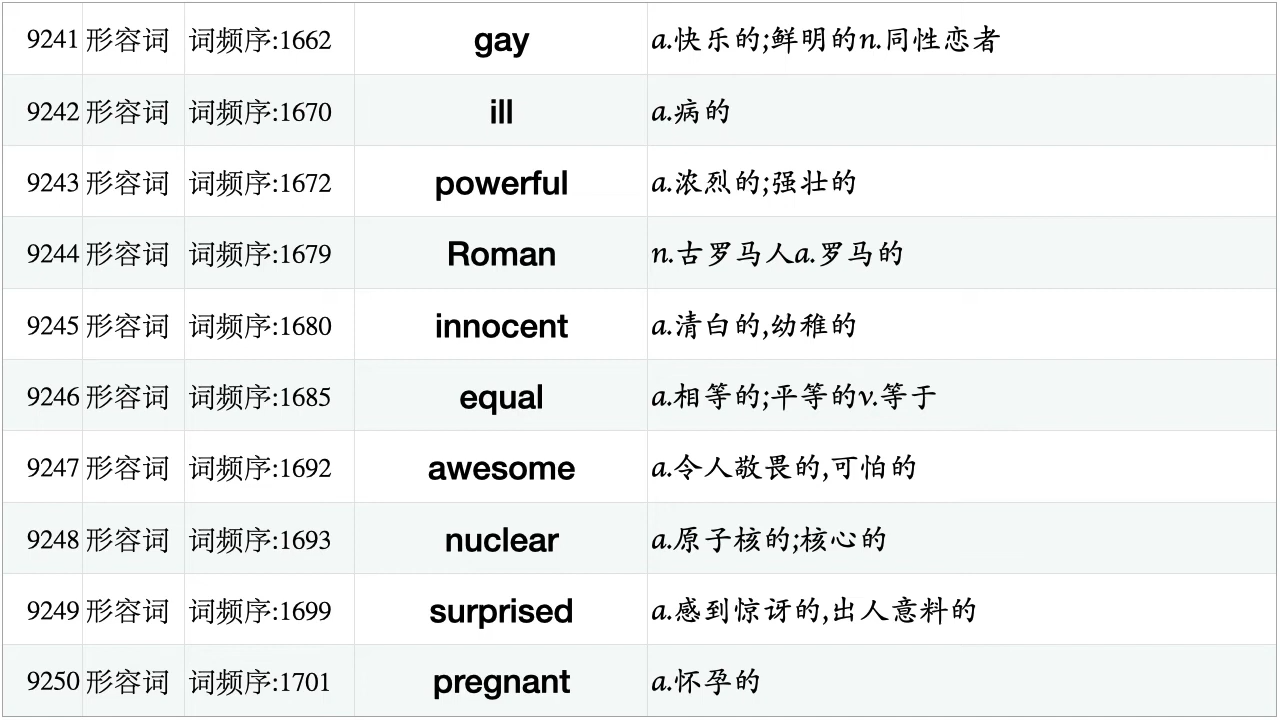 9241 形容词 词频序:1662 gay a.快乐的;鲜明的n.同性恋者
9242 形容词 词频序:1670 ill a.病的
9243 形容词 词频序:1672 powerful a.浓烈的;强壮的
9244 形容词 词频序:1679 Roman n.古罗马人a.罗马的
9245 形容词 词频序:1680 innocent a.清白的,幼稚的
9246 形容词 词频序:1685 equal a.相等的;平等的v.等于
9247 形容词 词频序:1692 awesome a.令人敬畏的,可怕的
9248 形容词 词频序:1693 nuclear a.原子核的;核心的
9249 形容词 词频序:1699 surprised a.感到惊讶的,出人意料的
9250 形容词 词频序:1701 pregnant a.怀孕的